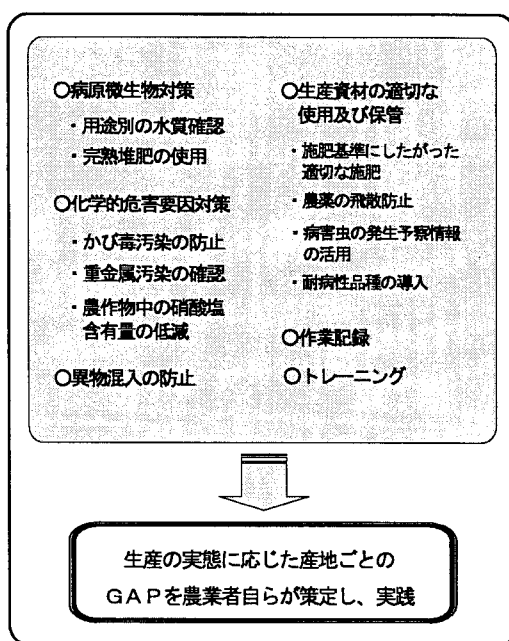 ○病原微生物対策
・用途別の水質確認
・完熟堆肥の使用
○化学的危害要因対策
・かび毒汚染の防止
・重金属汚染の確認
・農作物中の硝酸塩
含有量の低減
○異物混入の防止
○生産資材の適切な
使用及び保管
・施肥基準にしたがった
適切な施肥
・農薬の飛散防止
・病害虫の発生予察情報
の活用
・耐病性品種の導入
○作業記録
○トレーニング
生産の実態に応じた産地ごとの
GAPを農業者自らが策定し、実践